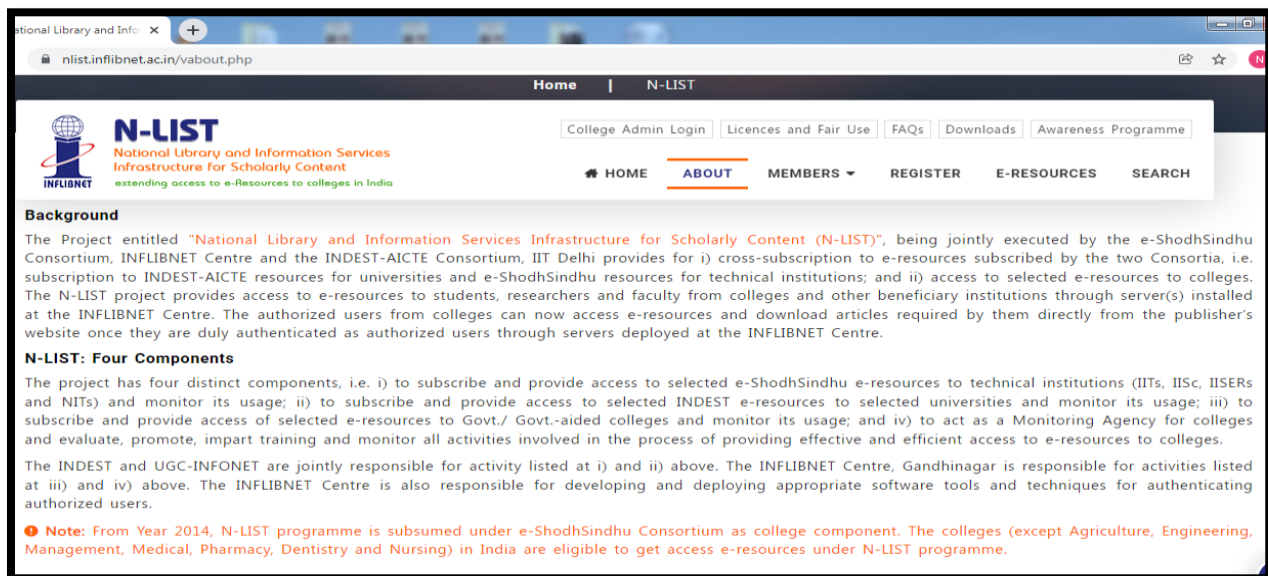 ational Library and Info
nlist.inflibnet.ac.in/vabout.php
N
Home | N-LIST
INFLIBNET
N-LIST
National Library and Information Services
Infrastructure for Scholarly Content
extending access to e-Resources to colleges in India
College Admin Login Licences and Fair Use FAQs Downloads Awareness Programme
HOME ABOUT MEMBERS REGISTER E-RESOURCES SEARCH
Background
The Project entitled "National Library and Information Services Infrastructure for Scholarly Content (N-LIST)", being jointly executed by the e-ShodhSindhu
Consortium, INFLIBNET Centre and the INDEST-AICTE Consortium, IIT Delhi provides for i) cross-subscription to e-resources subscribed by the two Consortia, i.e.
subscription to INDEST-AICTE resources for universities and e-ShodhSindhu resources for technical institutions; and ii) access to selected e-resources to colleges.
The N-LIST project provides access to e-resources to students, researchers and faculty from colleges and other beneficiary institutions through server(s) installed
at the INFLIBNET Centre. The authorized users from colleges can now access e-resources and download articles required by them directly from the publisher's
website once they are duly authenticated as authorized users through servers deployed at the INFLIBNET Centre.
N-LIST: Four Components
The project has four distinct components, i.e. i) to subscribe and provide access to selected e-ShodhSindhu e-resources to technical institutions (IITs, IISc, IISERs
and NITs) and monitor its usage; ii) to subscribe and provide access to selected INDEST e-resources to selected universities and monitor its usage; iii) to
subscribe and provide access of selected e-resources to Govt./ Govt.-aided colleges and monitor its usage; and iv) to act as a Monitoring Agency for colleges
and evaluate, promote, impart training and monitor all activities involved in the process of providing effective and efficient access to e-resources to colleges.
The INDEST and UGC-INFONET are jointly responsible for activity listed at i) and ii) above. The INFLIBNET Centre, Gandhinagar is responsible for activities listed
at iii) and iv) above. The INFLIBNET Centre is also responsible for developing and deploying appropriate software tools and techniques for authenticating
authorized users.
Note: From Year 2014, N-LIST programme is subsumed under e-ShodhSindhu Consortium as college component. The colleges (except Agriculture, Engineering,
Management, Medical, Pharmacy, Dentistry and Nursing) in India are eligible to get access e-resources under N-LIST programme.